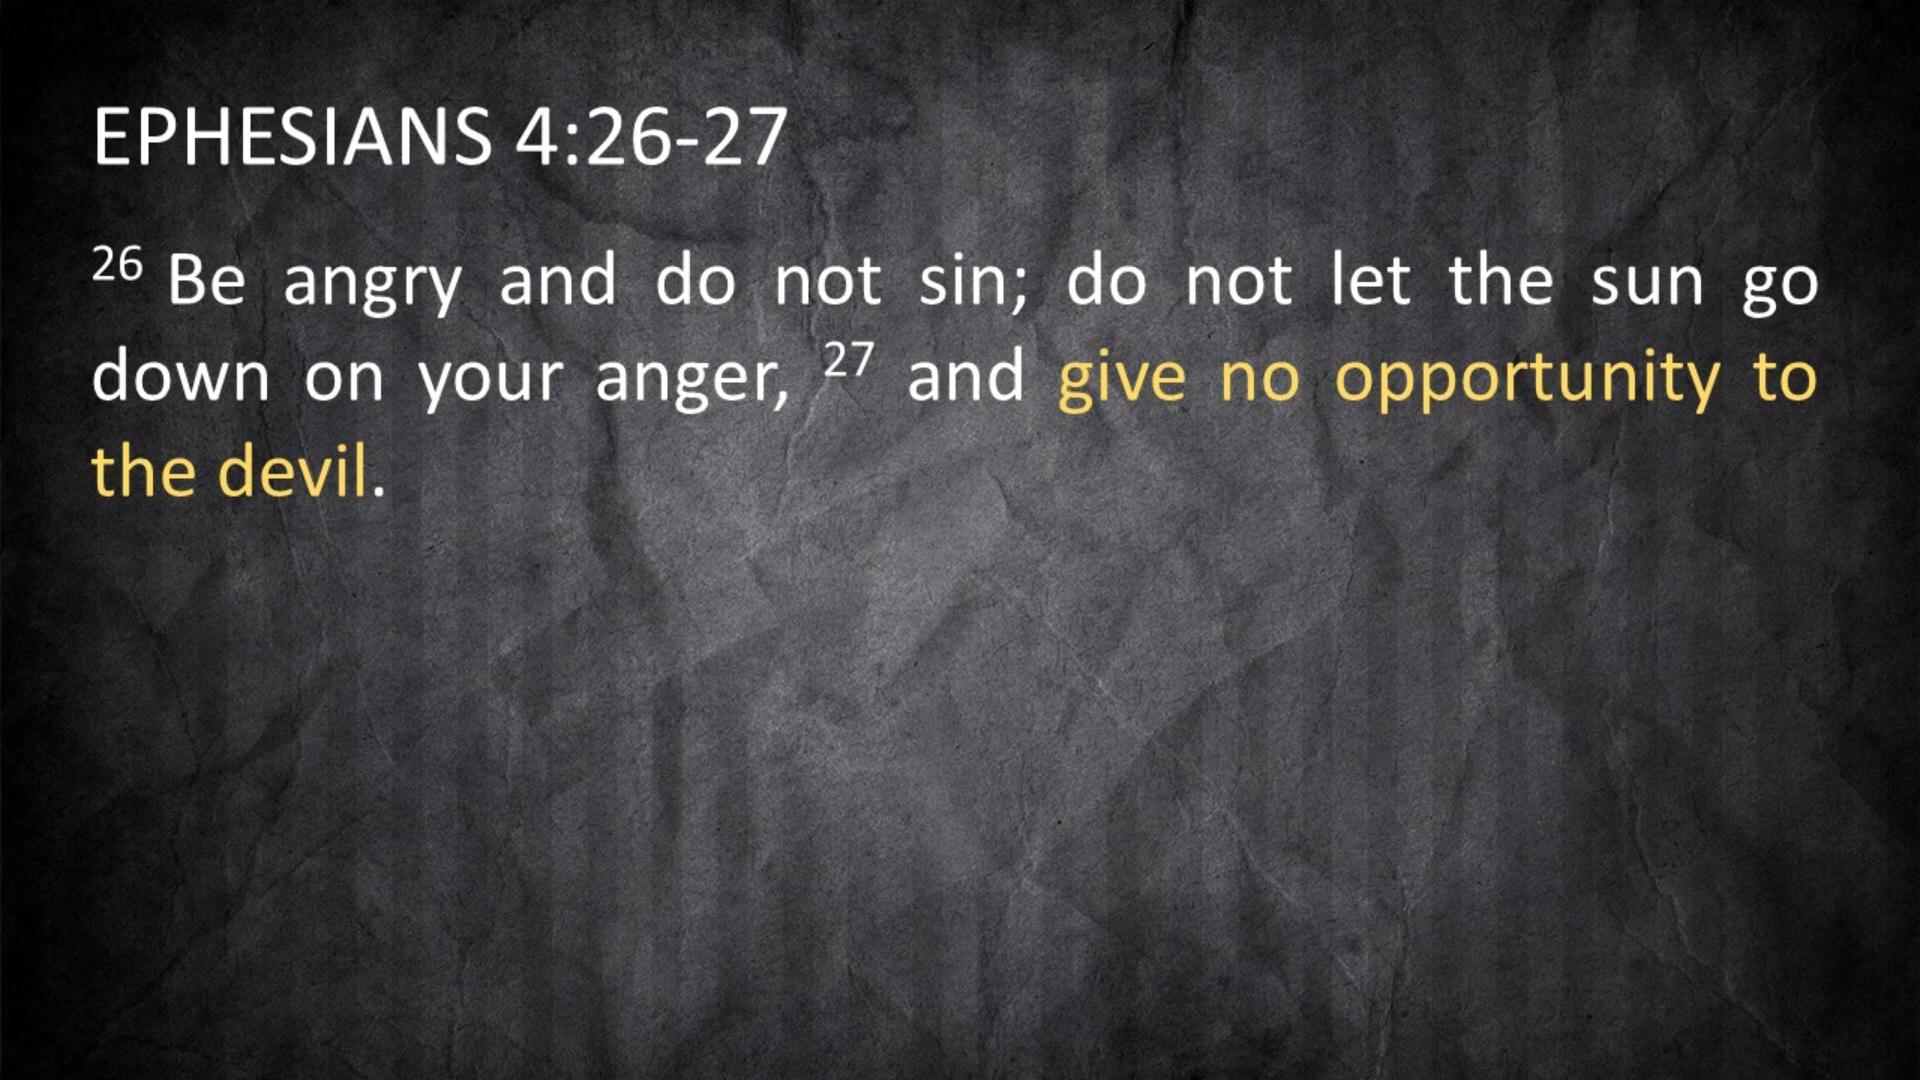 EPHESIANS 4:26-27
26 Be angry and do not sin; do not let the sun go
down on your anger, 27 and give no opportunity to
the devil.